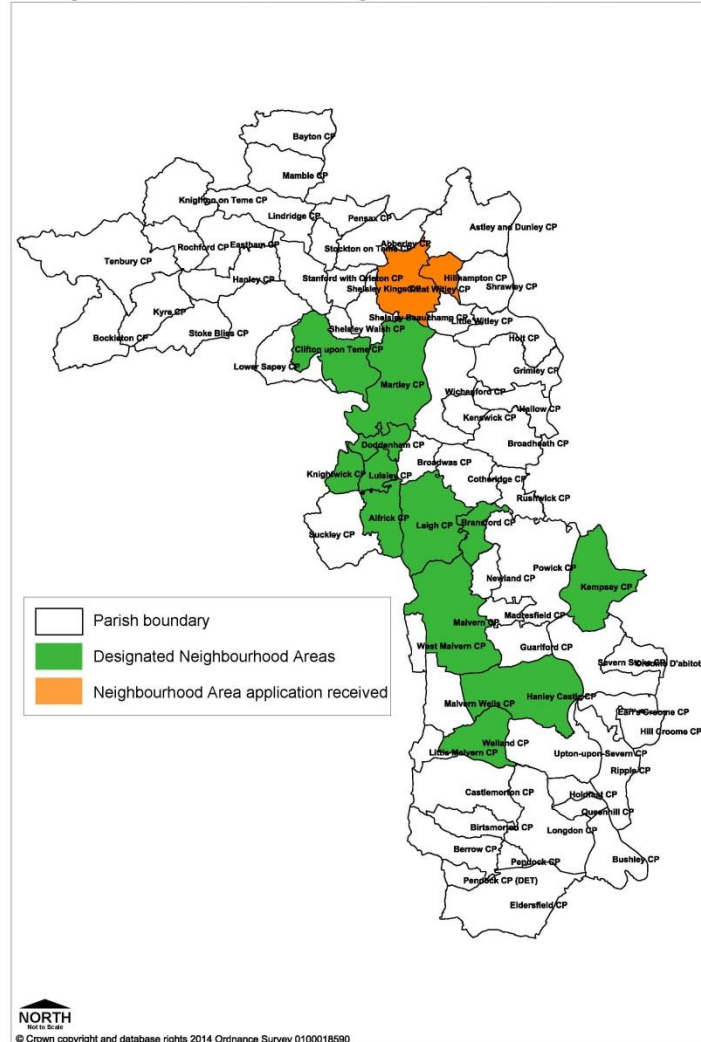 Bayton CP
Mamble CP
Knighton on Teme CP
Lindridge CP
Pensax CP
Astley and Dunley CP
Abberley CP
Rochford CP
Eastham CP
Stockton on Teme CP
Tenbury CP
Hanley CP
Stanford with Orleton CP
Hillhampton CP
Shelsley Kings CP
Great Witley CP
Shrawley CP
Kyre CP
Shelsley Beauchamp CP
Little Witley CP
Bockleton CP
Stoke Bliss CP
Shelsley Walsh CP
Holt CP
Clifton upon Teme CP
Lower Sapey CP
Grimley CP
Martley CP
Wichenford CP
Hallow CP
Kenswick CP
Doddenham CP
Broadheath CP
Broadwas CP
Knightwick CP
Lulsley CP
Cotheridge CP
Rushwick CP
Alfrick CP
Leigh CP
Bransford CP
Suckley CP
Powick CP
Newland CP
Kempsey CP
Parish boundary
Malvern CP
Madresfield CP
West Malvern CP
Guarlford CP
Designated Neighbourhood Areas
Severn Stoke CP
Croome D'abitot
Neighbourhood Area application received
Malvern Wells CP
Hanley Castle CP
Earl's Croome CP
Hill Croome CP
Welland CP
Little Malvern CP
Upton-upon-Severn CP
Ripple CP
Castlemorton CP
Holdfast CP
Queenhill CP
Birtsmorton CP
Longdon CP
Berrow CP
Pendock CP
Bushley CP
Pendock CP (DET)
Eldersfield CP
NORTH
Not to Scale
© Crown copyright and database rights 2014 Ordnance Survey 0100018590